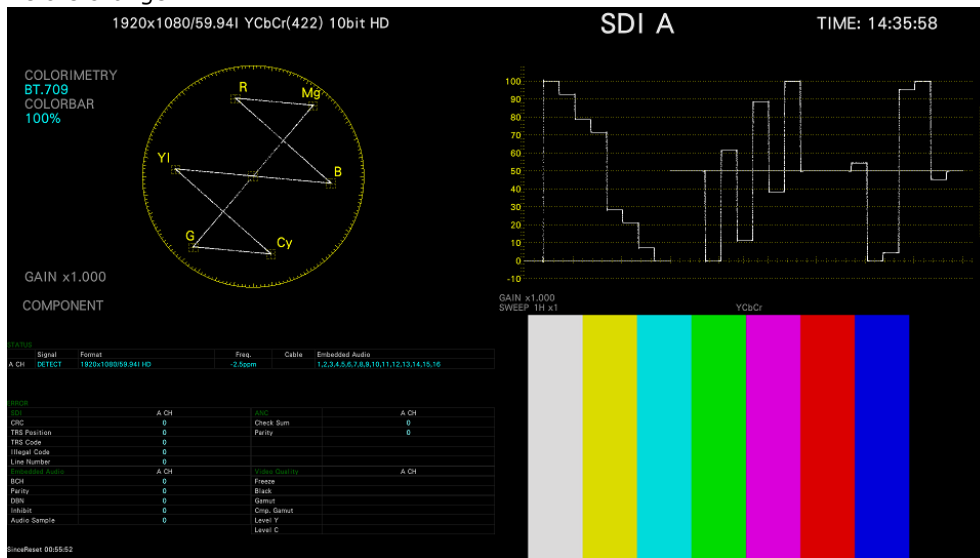 1920x1080/59.94I YCbCr(422) 10bit HD
SDI A
TIME: 14:35:58
COLORIMETRY
BT.709
COLORBAR
100%
R
Mg
Yl
B
G
Cy
GAIN x1.000
COMPONENT
100
90
80
70
60
50
40
30
20
10
0
-10
GAIN x1.000
SWEEP 1H x1
YCbCr
STATUS
Signal Format Freq. Cable Embedded Audio
A CH DETECT 1920x1080/59.94I HD -2.5ppm 1,2,3,4,5,6,7,8,9,10,11,12,13,14,15,16
ERROR
SDI A CH ANC A CH
CRC 0 Check Sum 0
TRS Position 0 Parity 0
TRS Code 0
Illegal Code 0
Line Number 0
Embedded Audio A CH Video Quality A CH
BCH 0 Freeze
Parity 0 Black
DBN 0 Gamut
Inhibit 0 Cmp. Gamut
Audio Sample 0 Level Y
Level C
SinceReset 00:55:52